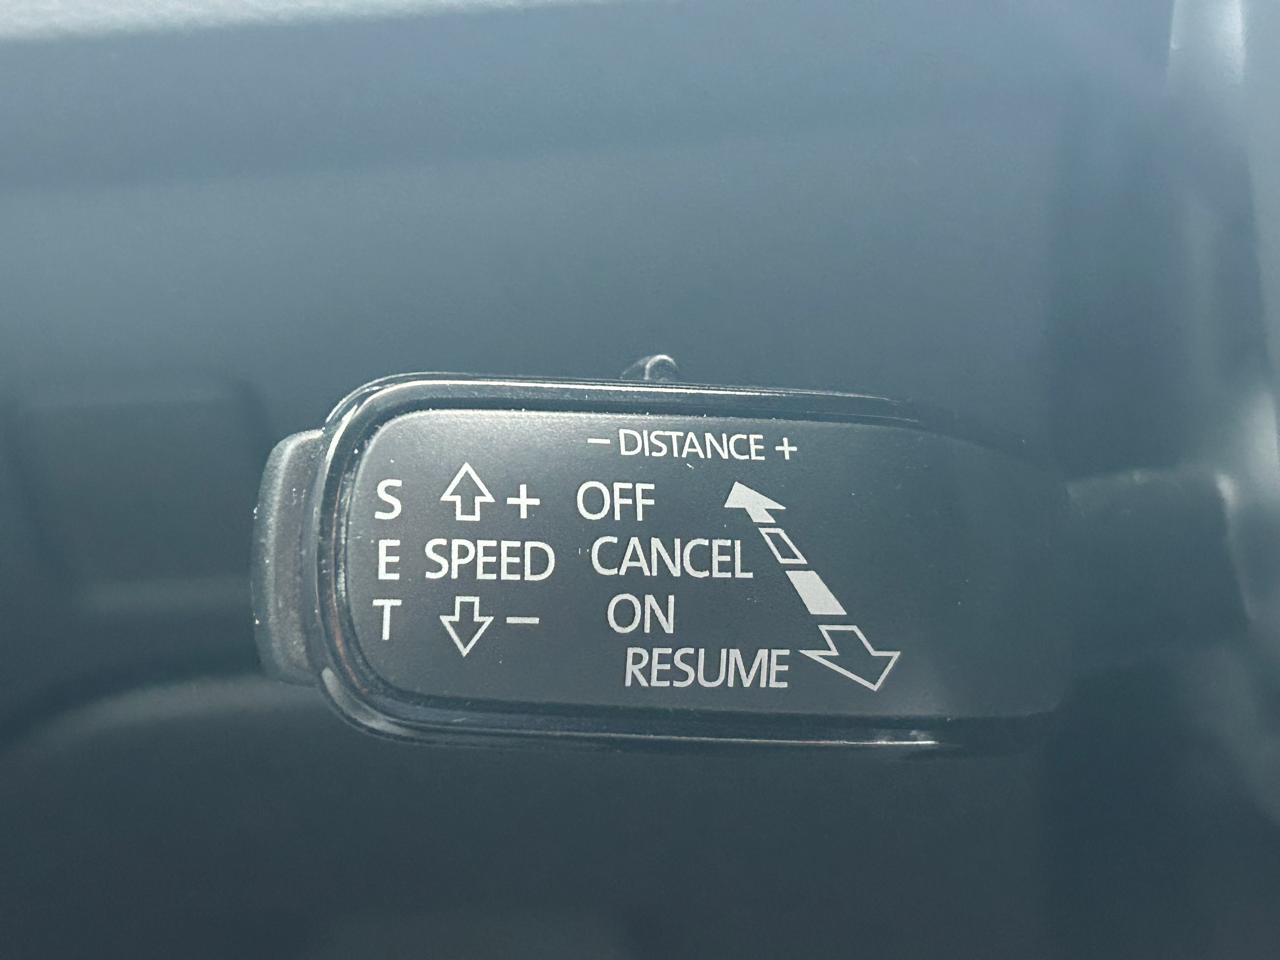 – DISTANCE +
S + OFF
E SPEED CANCEL
T – ON
RESUME